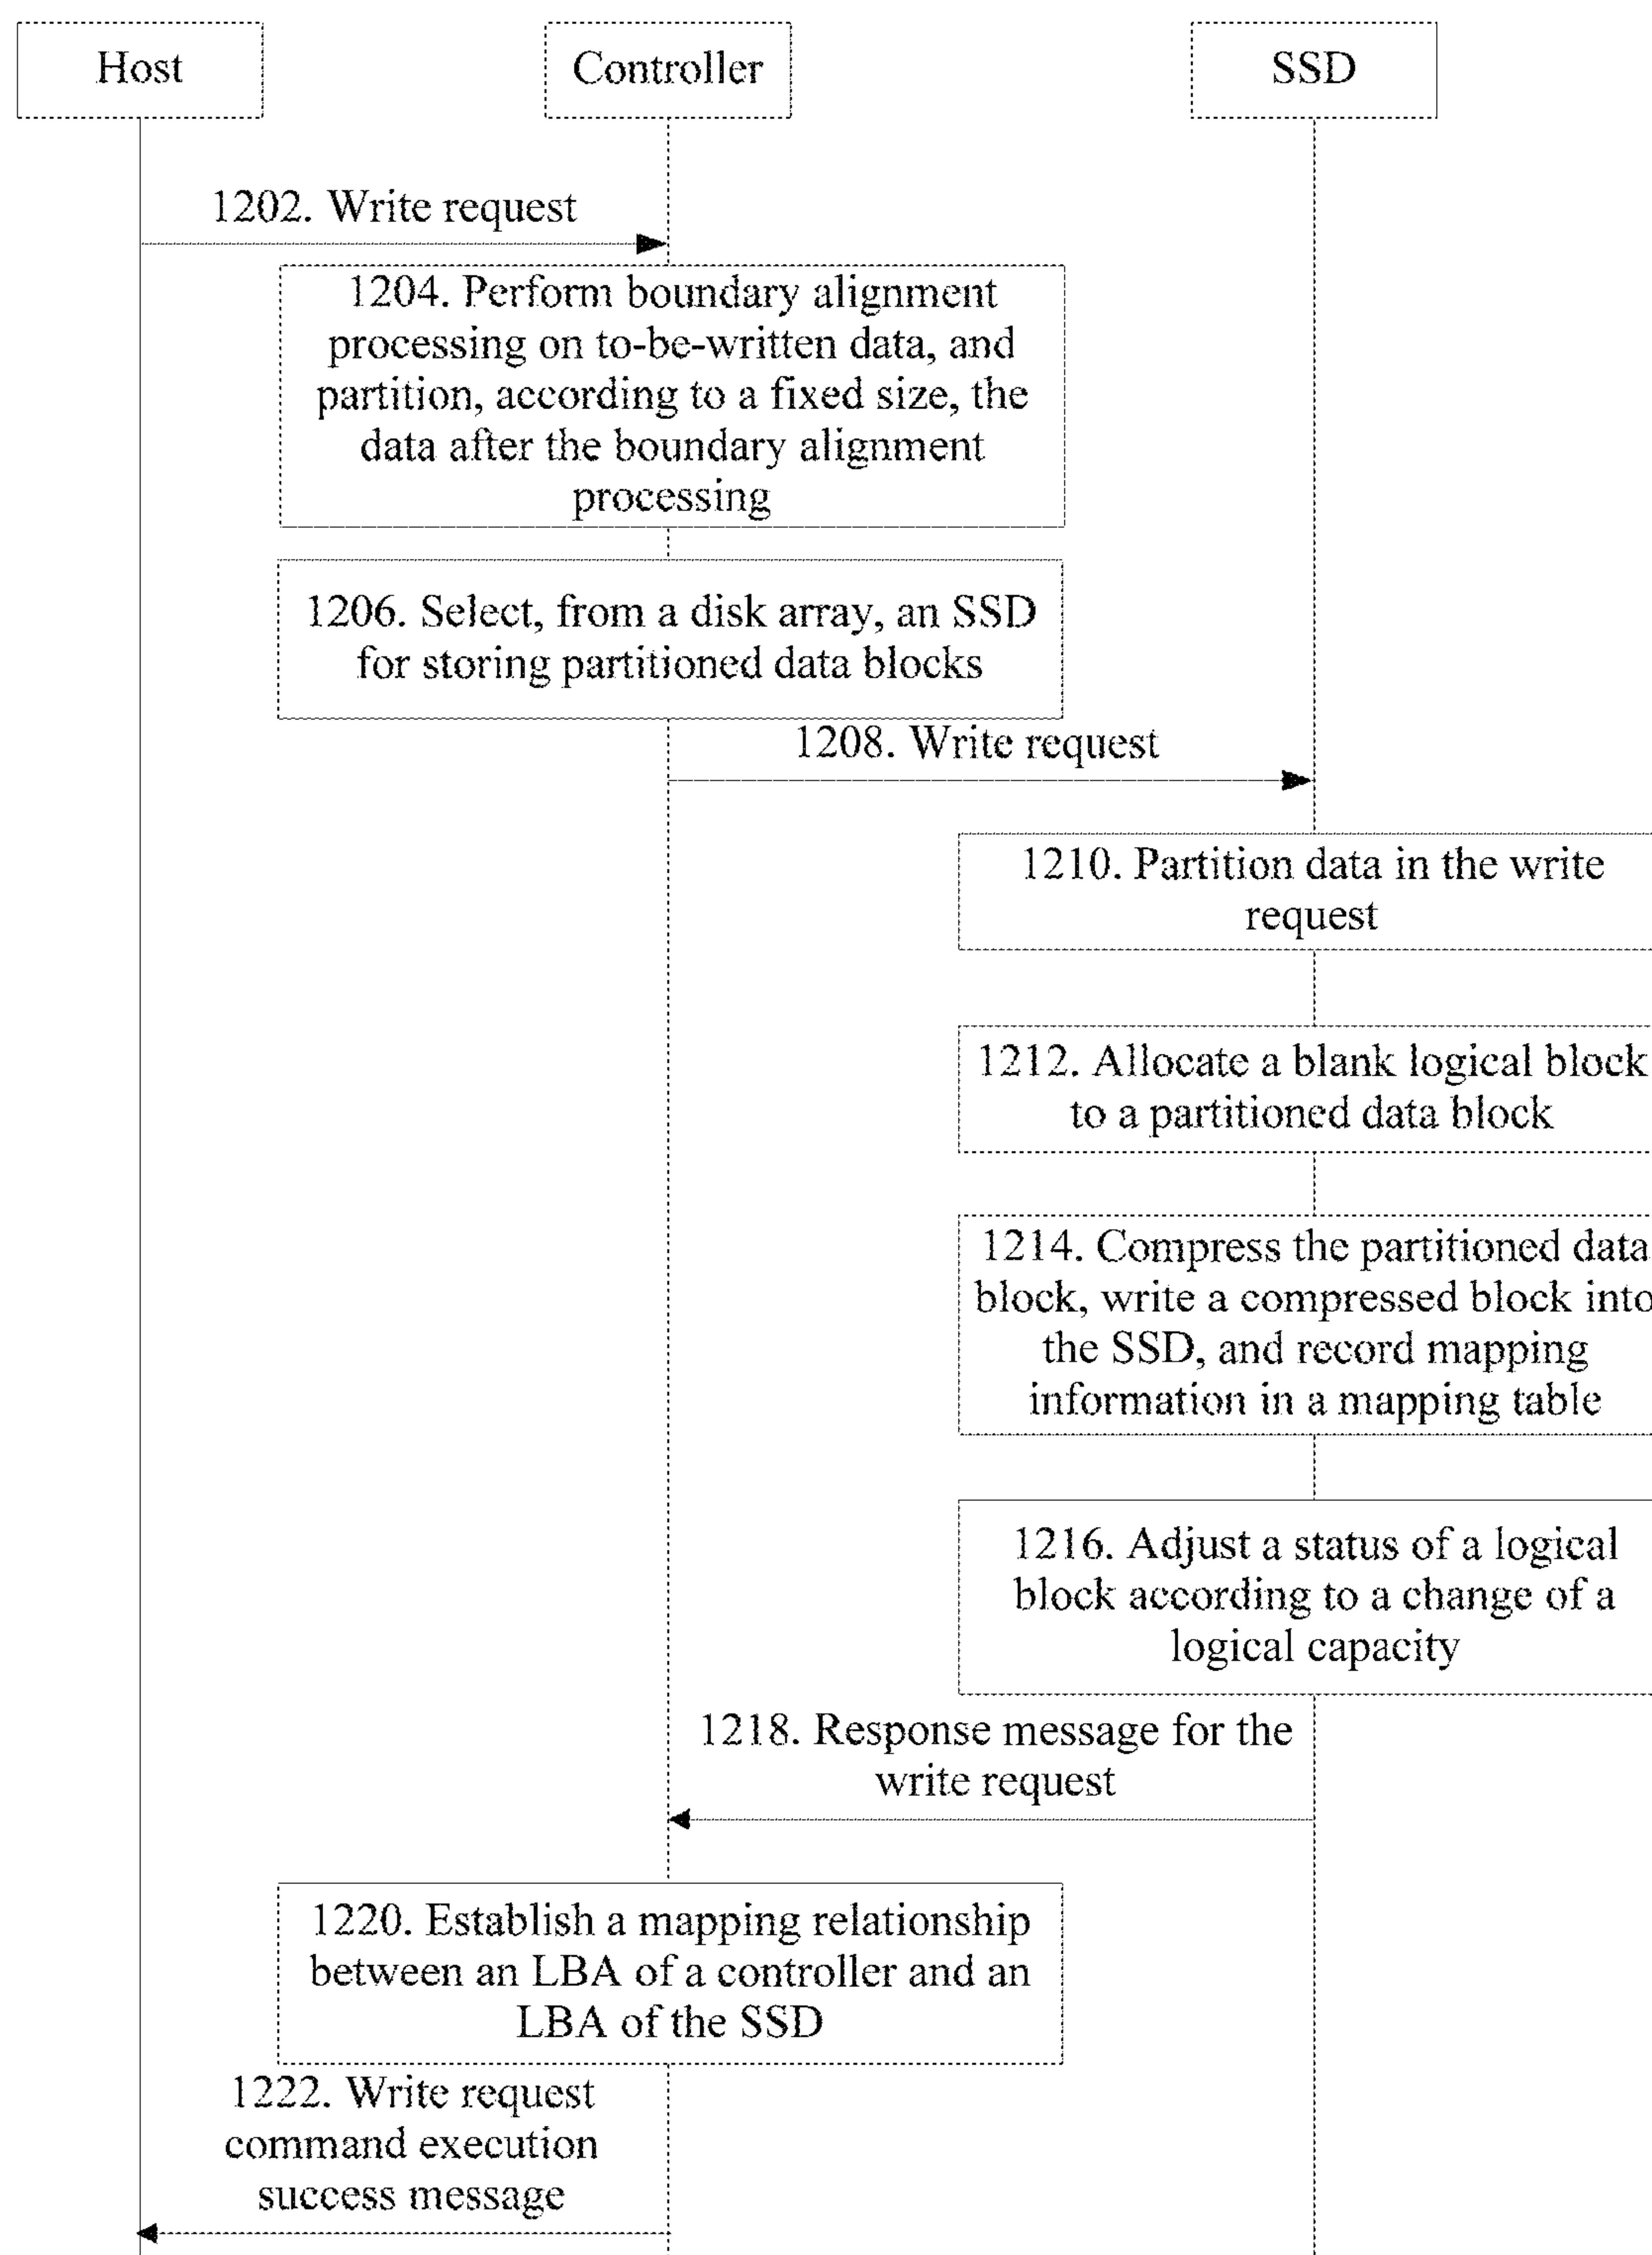 Host
Controller
SSD
1202. Write request
1204. Perform boundary alignment
processing on to-be-written data, and
partition, according to a fixed size, the
data after the boundary alignment
processing
1206. Select, from a disk array, an SSD
for storing partitioned data blocks
1208. Write request
1210. Partition data in the write
request
1212. Allocate a blank logical block
to a partitioned data block
1214. Compress the partitioned data
block, write a compressed block into
the SSD, and record mapping
information in a mapping table
1216. Adjust a status of a logical
block according to a change of a
logical capacity
1218. Response message for the
write request
1220. Establish a mapping relationship
between an LBA of a controller and an
LBA of the SSD
1222. Write request
command execution
success message